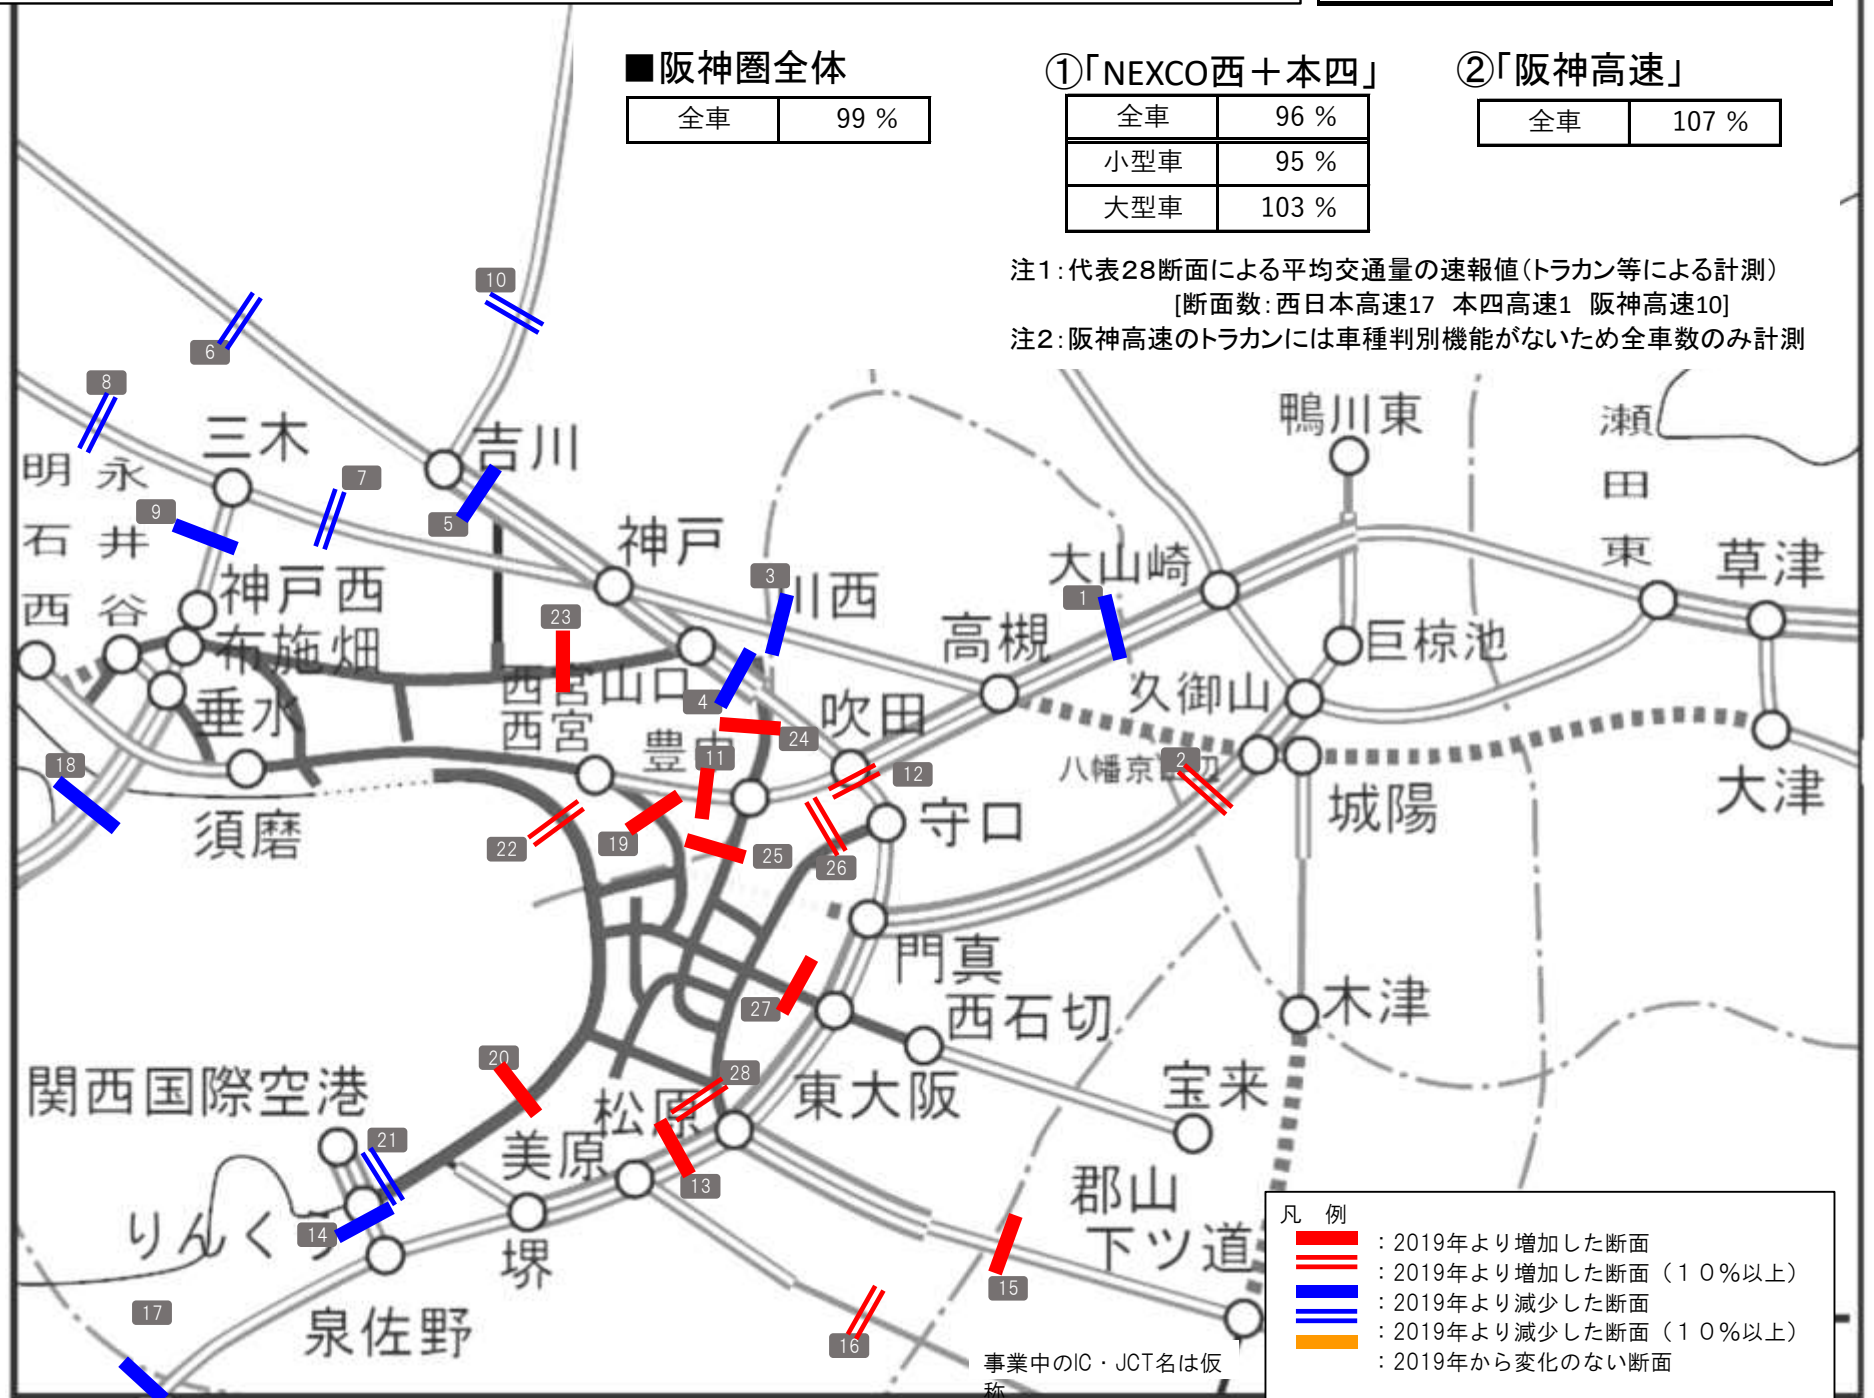 ■阪神圏全体
全車 99 %
①「NEXCO西＋本四」
全車 96 %
小型車 95 %
大型車 103 %
②「阪神高速」
全車 107 %
注1：代表28断面による平均交通量の速報値（トラカン等による計測）
[断面数：西日本高速17 本四高速1 阪神高速10]
注2：阪神高速のトラカンには車種判別機能がないため全車数のみ計測
10
6
8
三木
吉川
鴨川東
瀬田東
明石西
永井谷
7
9
5
神戸
大山崎
草津
神戸西
3
川西
1
23
高槻
巨椋池
布施畑
西宮山口
4
久御山
垂水
西宮
吹田
豊中
24
11
12
八幡京田辺
2
大津
18
須磨
22
19
25
26
守口
城陽
門真
27
西石切
木津
関西国際空港
20
松原
28
東大阪
宝来
21
美原
13
郡山
下ツ道
りんくう
14
堺
15
17
泉佐野
16
事業中のIC・JCT名は仮
称
凡 例
：2019年より増加した断面
：2019年より増加した断面（１０％以上）
：2019年より減少した断面
：2019年より減少した断面（１０％以上）
：2019年から変化のない断面